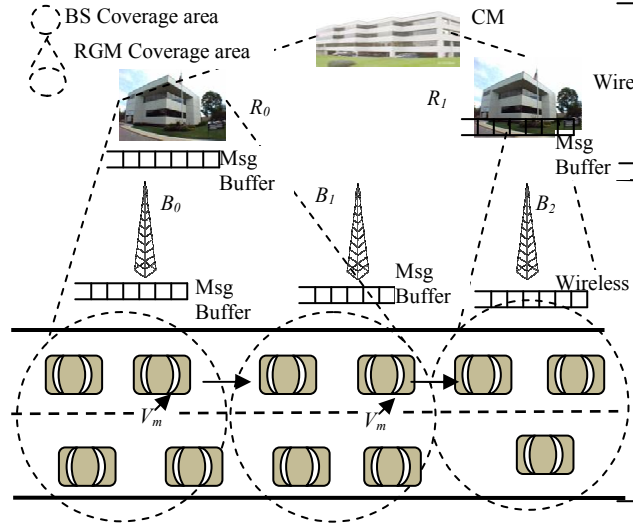 BS Coverage area
CM
RGM Coverage area
R0
R1
Wire
Msg
Buffer
Msg
Buffer
B0
B1
B2
Msg
Buffer
Msg
Buffer
Wireless
Vm
Vm